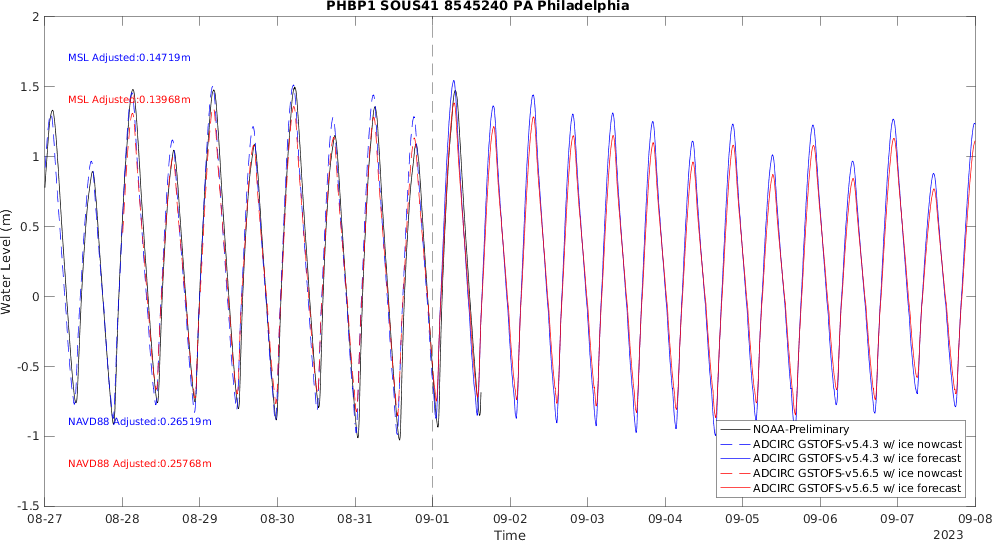 PHBP1 SOUS41 8545240 PA Philadelphia
2
1.5
1
0.5
0
-0.5
-1
-1.5
Water Level (m)
MSL Adjusted:0.14719m
MSL Adjusted:0.13968m
NAVD88 Adjusted:0.26519m
NAVD88 Adjusted:0.25768m
NOAA-Preliminary
ADCIRC GSTOFS-v5.4.3 w/ ice nowcast
ADCIRC GSTOFS-v5.4.3 w/ ice forecast
ADCIRC GSTOFS-v5.6.5 w/ ice nowcast
ADCIRC GSTOFS-v5.6.5 w/ ice forecast
08-27 08-28 08-29 08-30 08-31 09-01 09-02 09-03 09-04 09-05 09-06 09-07 09-08
Time
2023